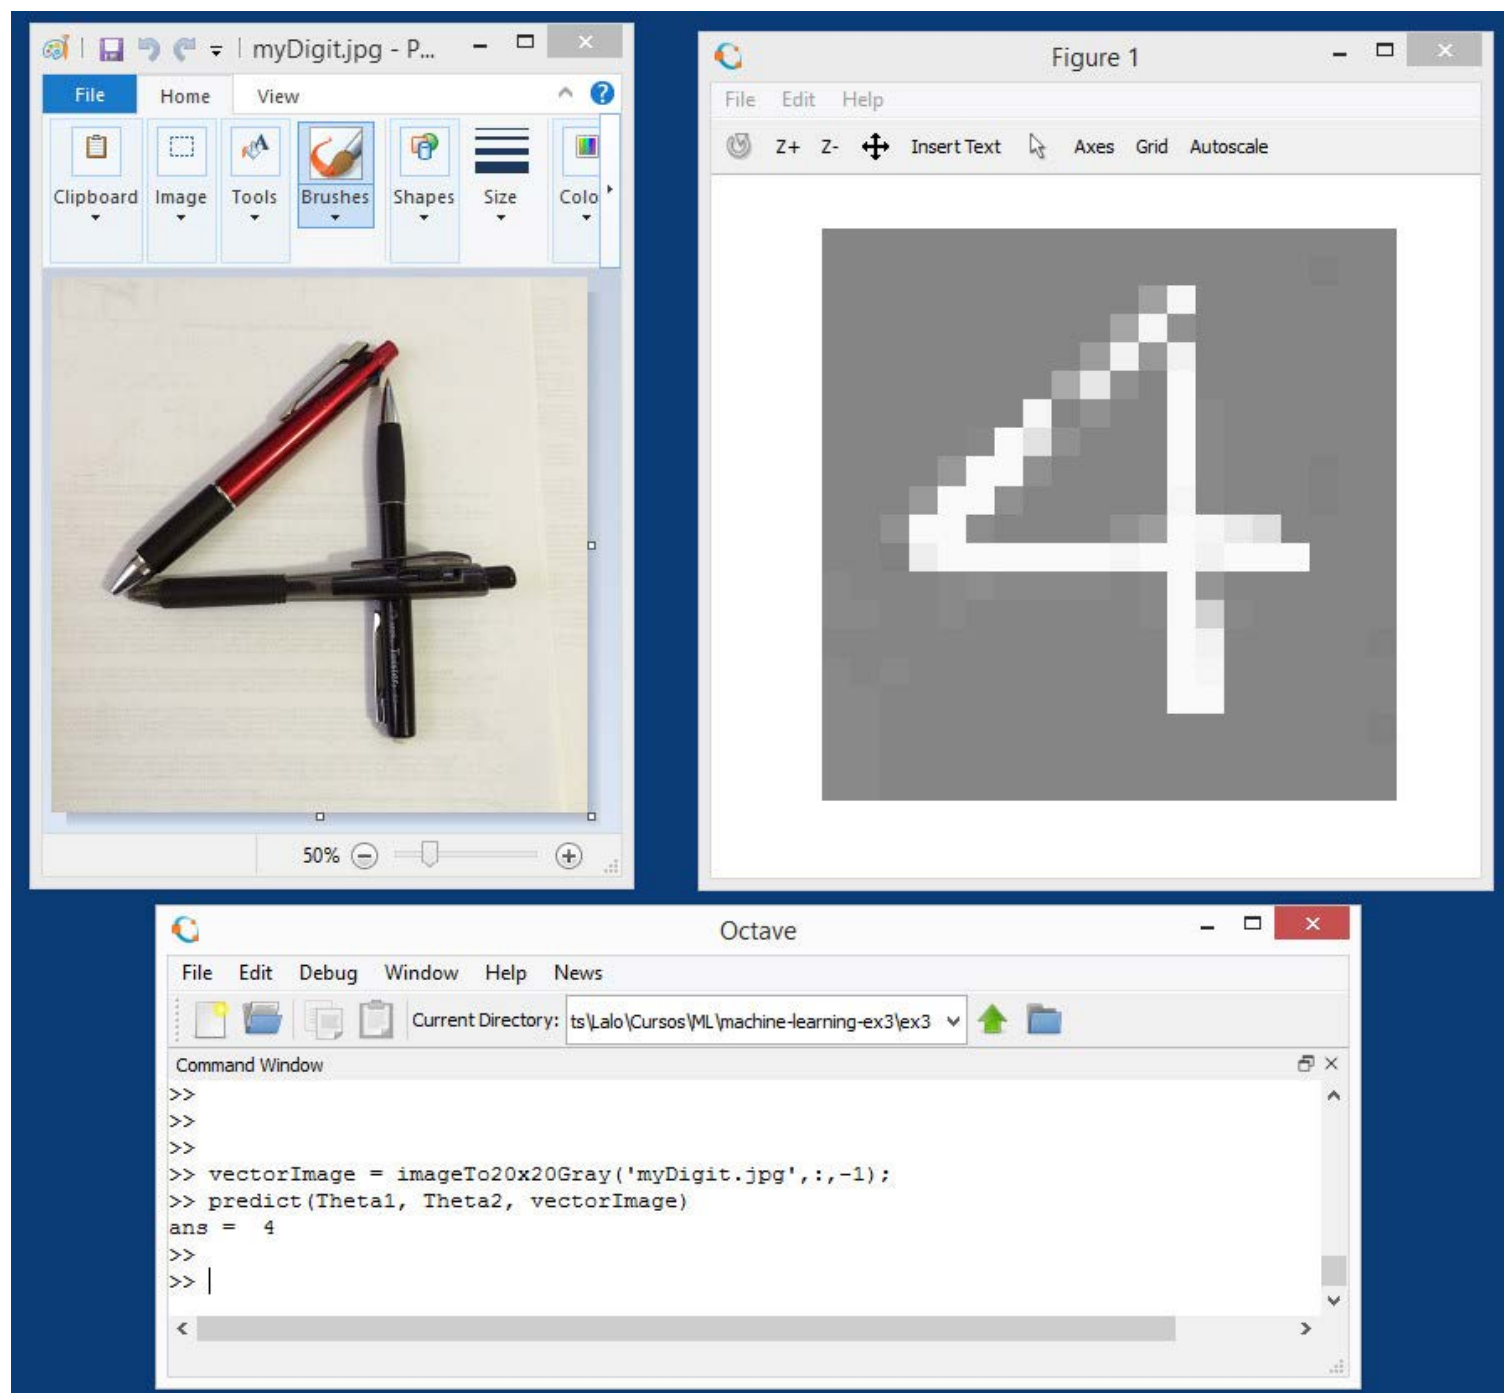 myDigit.jpg - P...
File Home View
Clipboard Image Tools Brushes Shapes Size Colo
50%
Figure 1
File Edit Help
Z+ Z- Insert Text Axes Grid Autoscale
Octave
File Edit Debug Window Help News
Current Directory: ts\Lalo\Cursos\ML\machine-learning-ex3\ex3
Command Window
>>
>>
>>
>> vectorImage = imageTo20x20Gray('myDigit.jpg',:,-1);
>> predict(Theta1, Theta2, vectorImage)
ans =  4
>>
>>